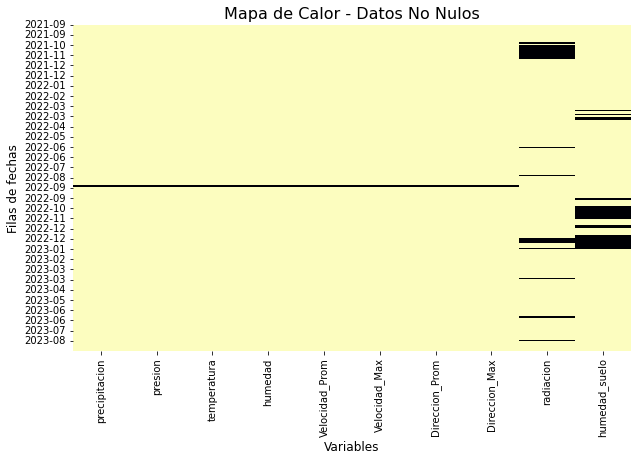 Mapa de Calor - Datos No Nulos
Filas de fechas
2021-09
2021-09
2021-10
2021-11
2021-12
2021-12
2022-01
2022-02
2022-03
2022-03
2022-04
2022-05
2022-06
2022-06
2022-07
2022-08
2022-09
2022-09
2022-10
2022-11
2022-12
2022-12
2023-01
2023-02
2023-03
2023-03
2023-04
2023-05
2023-06
2023-06
2023-07
2023-08
precipitacion
presion
temperatura
humedad
Velocidad_Prom
Velocidad_Max
Direccion_Prom
Direccion_Max
radiacion
humedad_suelo
Variables